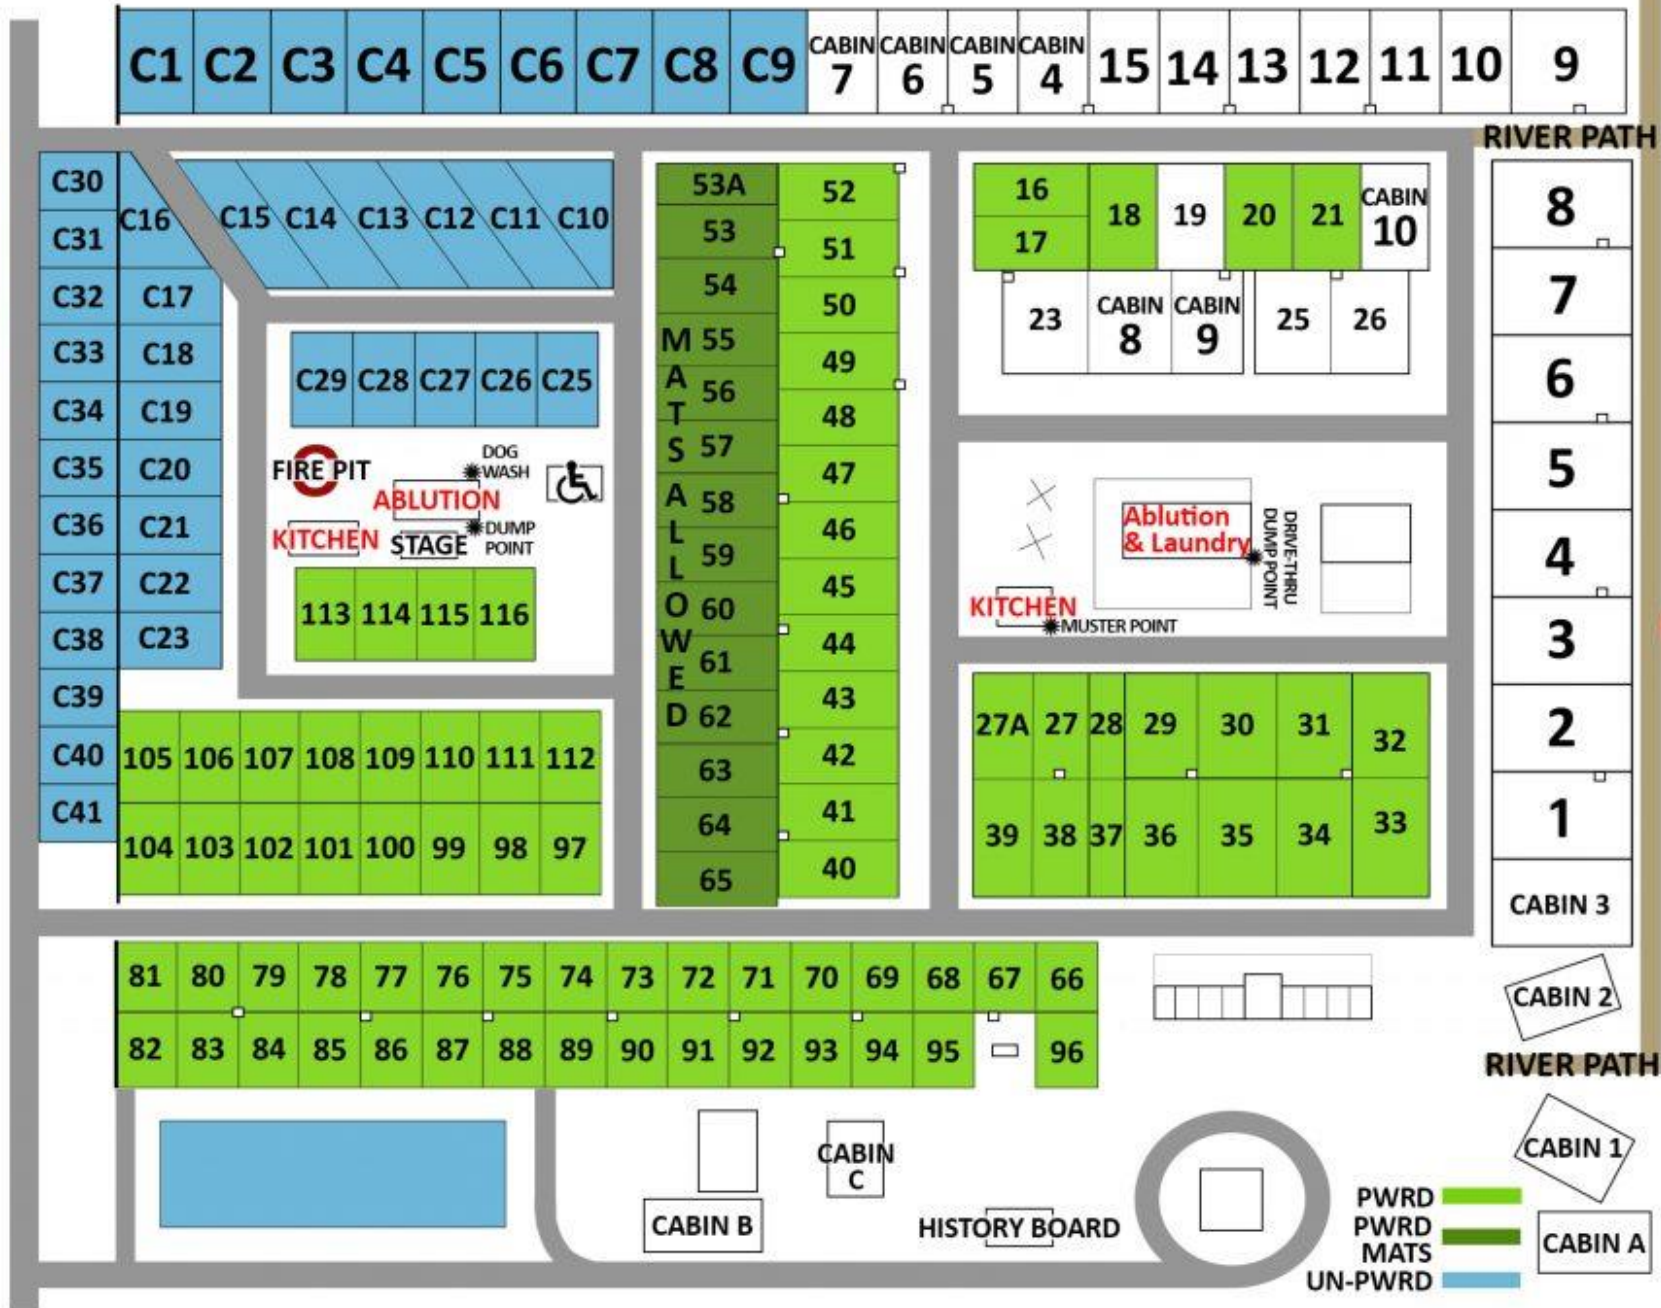 C1 C2 C3 C4 C5 C6 C7 C8 C9 CABIN 7 CABIN 6 CABIN 5 CABIN 4 15 14 13 12 11 10 9
RIVER PATH
C30
C31
C32
C33
C34
C35
C36
C37
C38
C39
C40
C41
C16
C17
C18
C19
C20
C21
C22
C23
C15 C14 C13 C12 C11 C10
C29 C28 C27 C26 C25
FIRE PIT
DOG
WASH
ABLUTION
KITCHEN
STAGE
DUMP
POINT
113 114 115 116
105 106 107 108 109 110 111 112
104 103 102 101 100 99 98 97
53A
53
54
55
56
57
58
59
60
61
62
63
64
65
MATS ALLOWED
52
51
50
49
48
47
46
45
44
43
42
41
40
16
17
18 19 20 21
CABIN
10
23
CABIN
8
CABIN
9
25 26
Ablution
& Laundry
DRIVE-THRU
DUMP POINT
KITCHEN
MUSTER POINT
27A 27 28 29 30 31 32
39 38 37 36 35 34 33
8
7
6
5
4
3
2
1
CABIN 3
CABIN 2
RIVER PATH
CABIN 1
CABIN A
81 80 79 78 77 76 75 74 73 72 71 70 69 68 67 66
82 83 84 85 86 87 88 89 90 91 92 93 94 95 96
CABIN
C
CABIN B
HISTORY BOARD
PWRD
PWRD
MATS
UN-PWRD